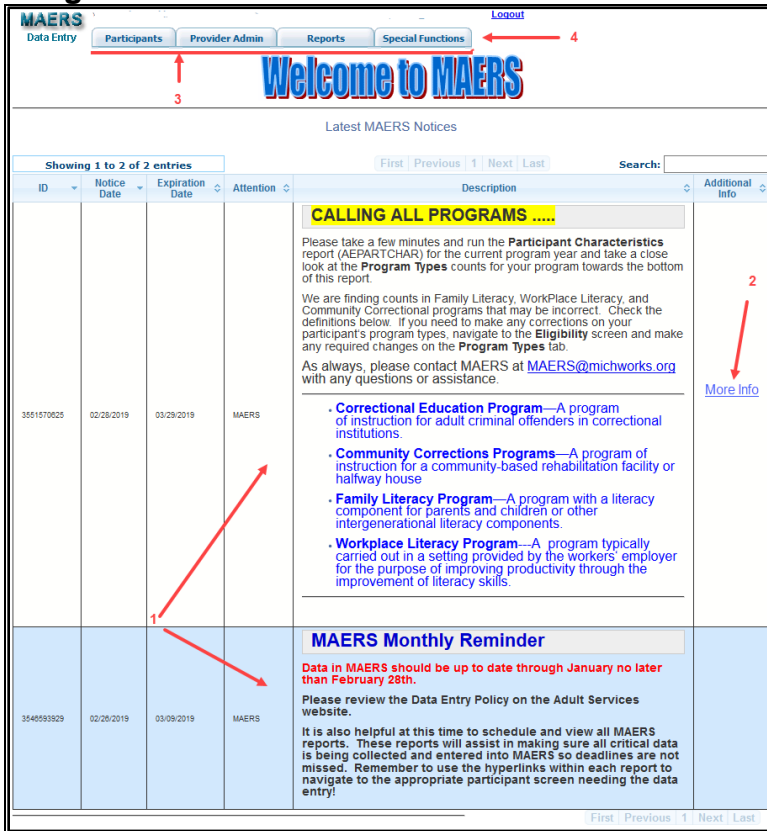 MAERS
Logout
Data Entry
Participants
Provider Admin
Reports
Special Functions
4
3
Welcome to MAERS
Latest MAERS Notices
Showing 1 to 2 of 2 entries
First Previous 1 Next Last
Search:
ID
Notice Date
Expiration Date
Attention
Description
Additional Info
CALLING ALL PROGRAMS .....
Please take a few minutes and run the Participant Characteristics
report (AEPARTCHAR) for the current program year and take a close
look at the Program Types counts for your program towards the bottom
of this report.
We are finding counts in Family Literacy, WorkPlace Literacy, and
Community Correctional programs that may be incorrect. Check the
definitions below. If you need to make any corrections on your
participant's program types, navigate to the Eligibility screen and make
any required changes on the Program Types tab.
As always, please contact MAERS at MAERS@michworks.org
with any questions or assistance.
2
More Info
3551570625
02/28/2019
03/29/2019
MAERS
• Correctional Education Program—A program
of instruction for adult criminal offenders in correctional
institutions.
• Community Corrections Programs—A program of
instruction for a community-based rehabilitation facility or
halfway house
• Family Literacy Program—A program with a literacy
component for parents and children or other
intergenerational literacy components.
• Workplace Literacy Program---A program typically
carried out in a setting provided by the workers' employer
for the purpose of improving productivity through the
improvement of literacy skills.
1
MAERS Monthly Reminder
Data in MAERS should be up to date through January no later
than February 28th.
Please review the Data Entry Policy on the Adult Services
website.
3546593929
02/26/2019
03/09/2019
MAERS
It is also helpful at this time to schedule and view all MAERS
reports. These reports will assist in making sure all critical data
is being collected and entered into MAERS so deadlines are not
missed. Remember to use the hyperlinks within each report to
navigate to the appropriate participant screen needing the data
entry!
First Previous 1 Next Last